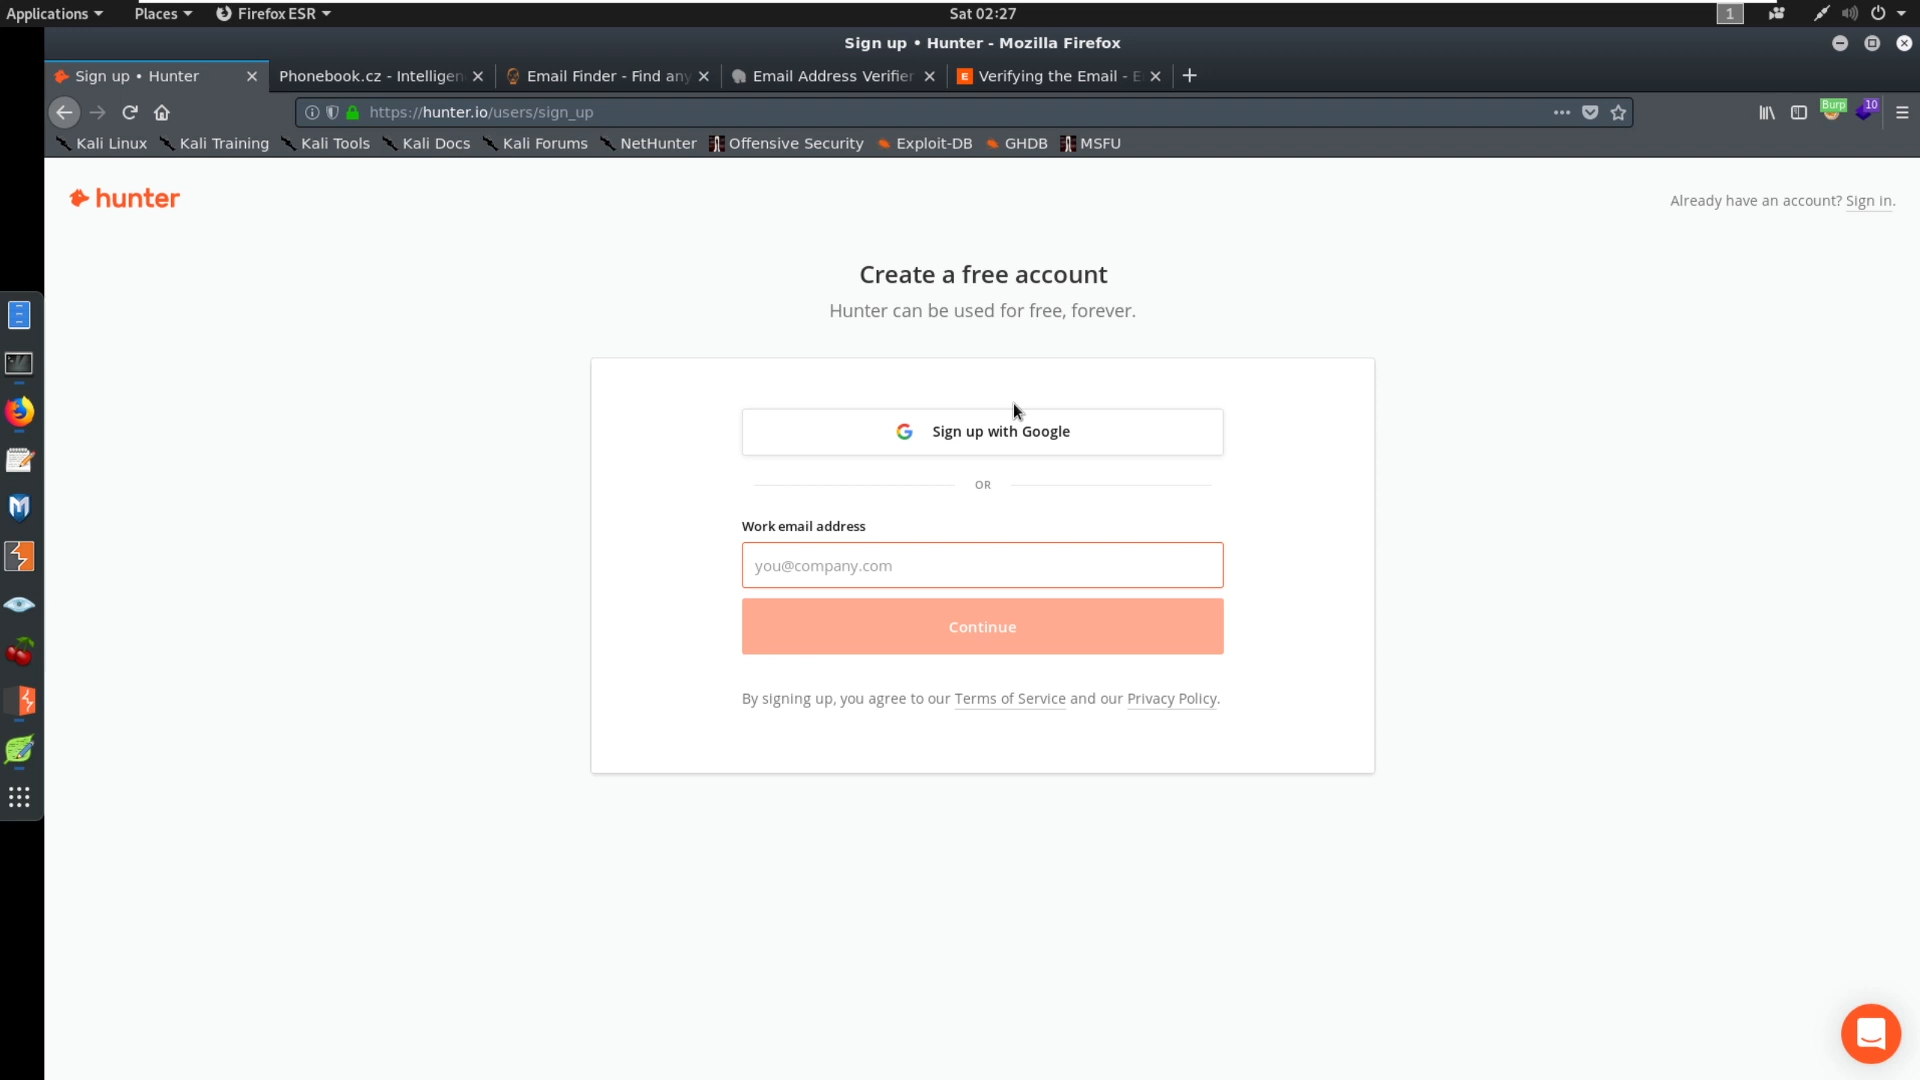 Applications Places Firefox ESR Sat 02:27 1
Sign up • Hunter - Mozilla Firefox
Sign up • Hunter Phonebook.cz - Intelligen Email Finder - Find any Email Address Verifier Verifying the Email - E
https://hunter.io/users/sign_up Burp 10
Kali Linux Kali Training Kali Tools Kali Docs Kali Forums NetHunter Offensive Security Exploit-DB GHDB MSFU
hunter
Already have an account? Sign in.
Create a free account
Hunter can be used for free, forever.
Sign up with Google
OR
Work email address
you@company.com
Continue
By signing up, you agree to our Terms of Service and our Privacy Policy.